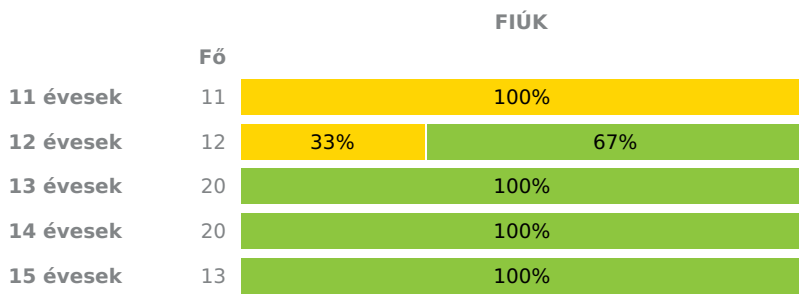 FIÚK
Fő
11 évesek 11 100%
12 évesek 12 33% 67%
13 évesek 20 100%
14 évesek 20 100%
15 évesek 13 100%